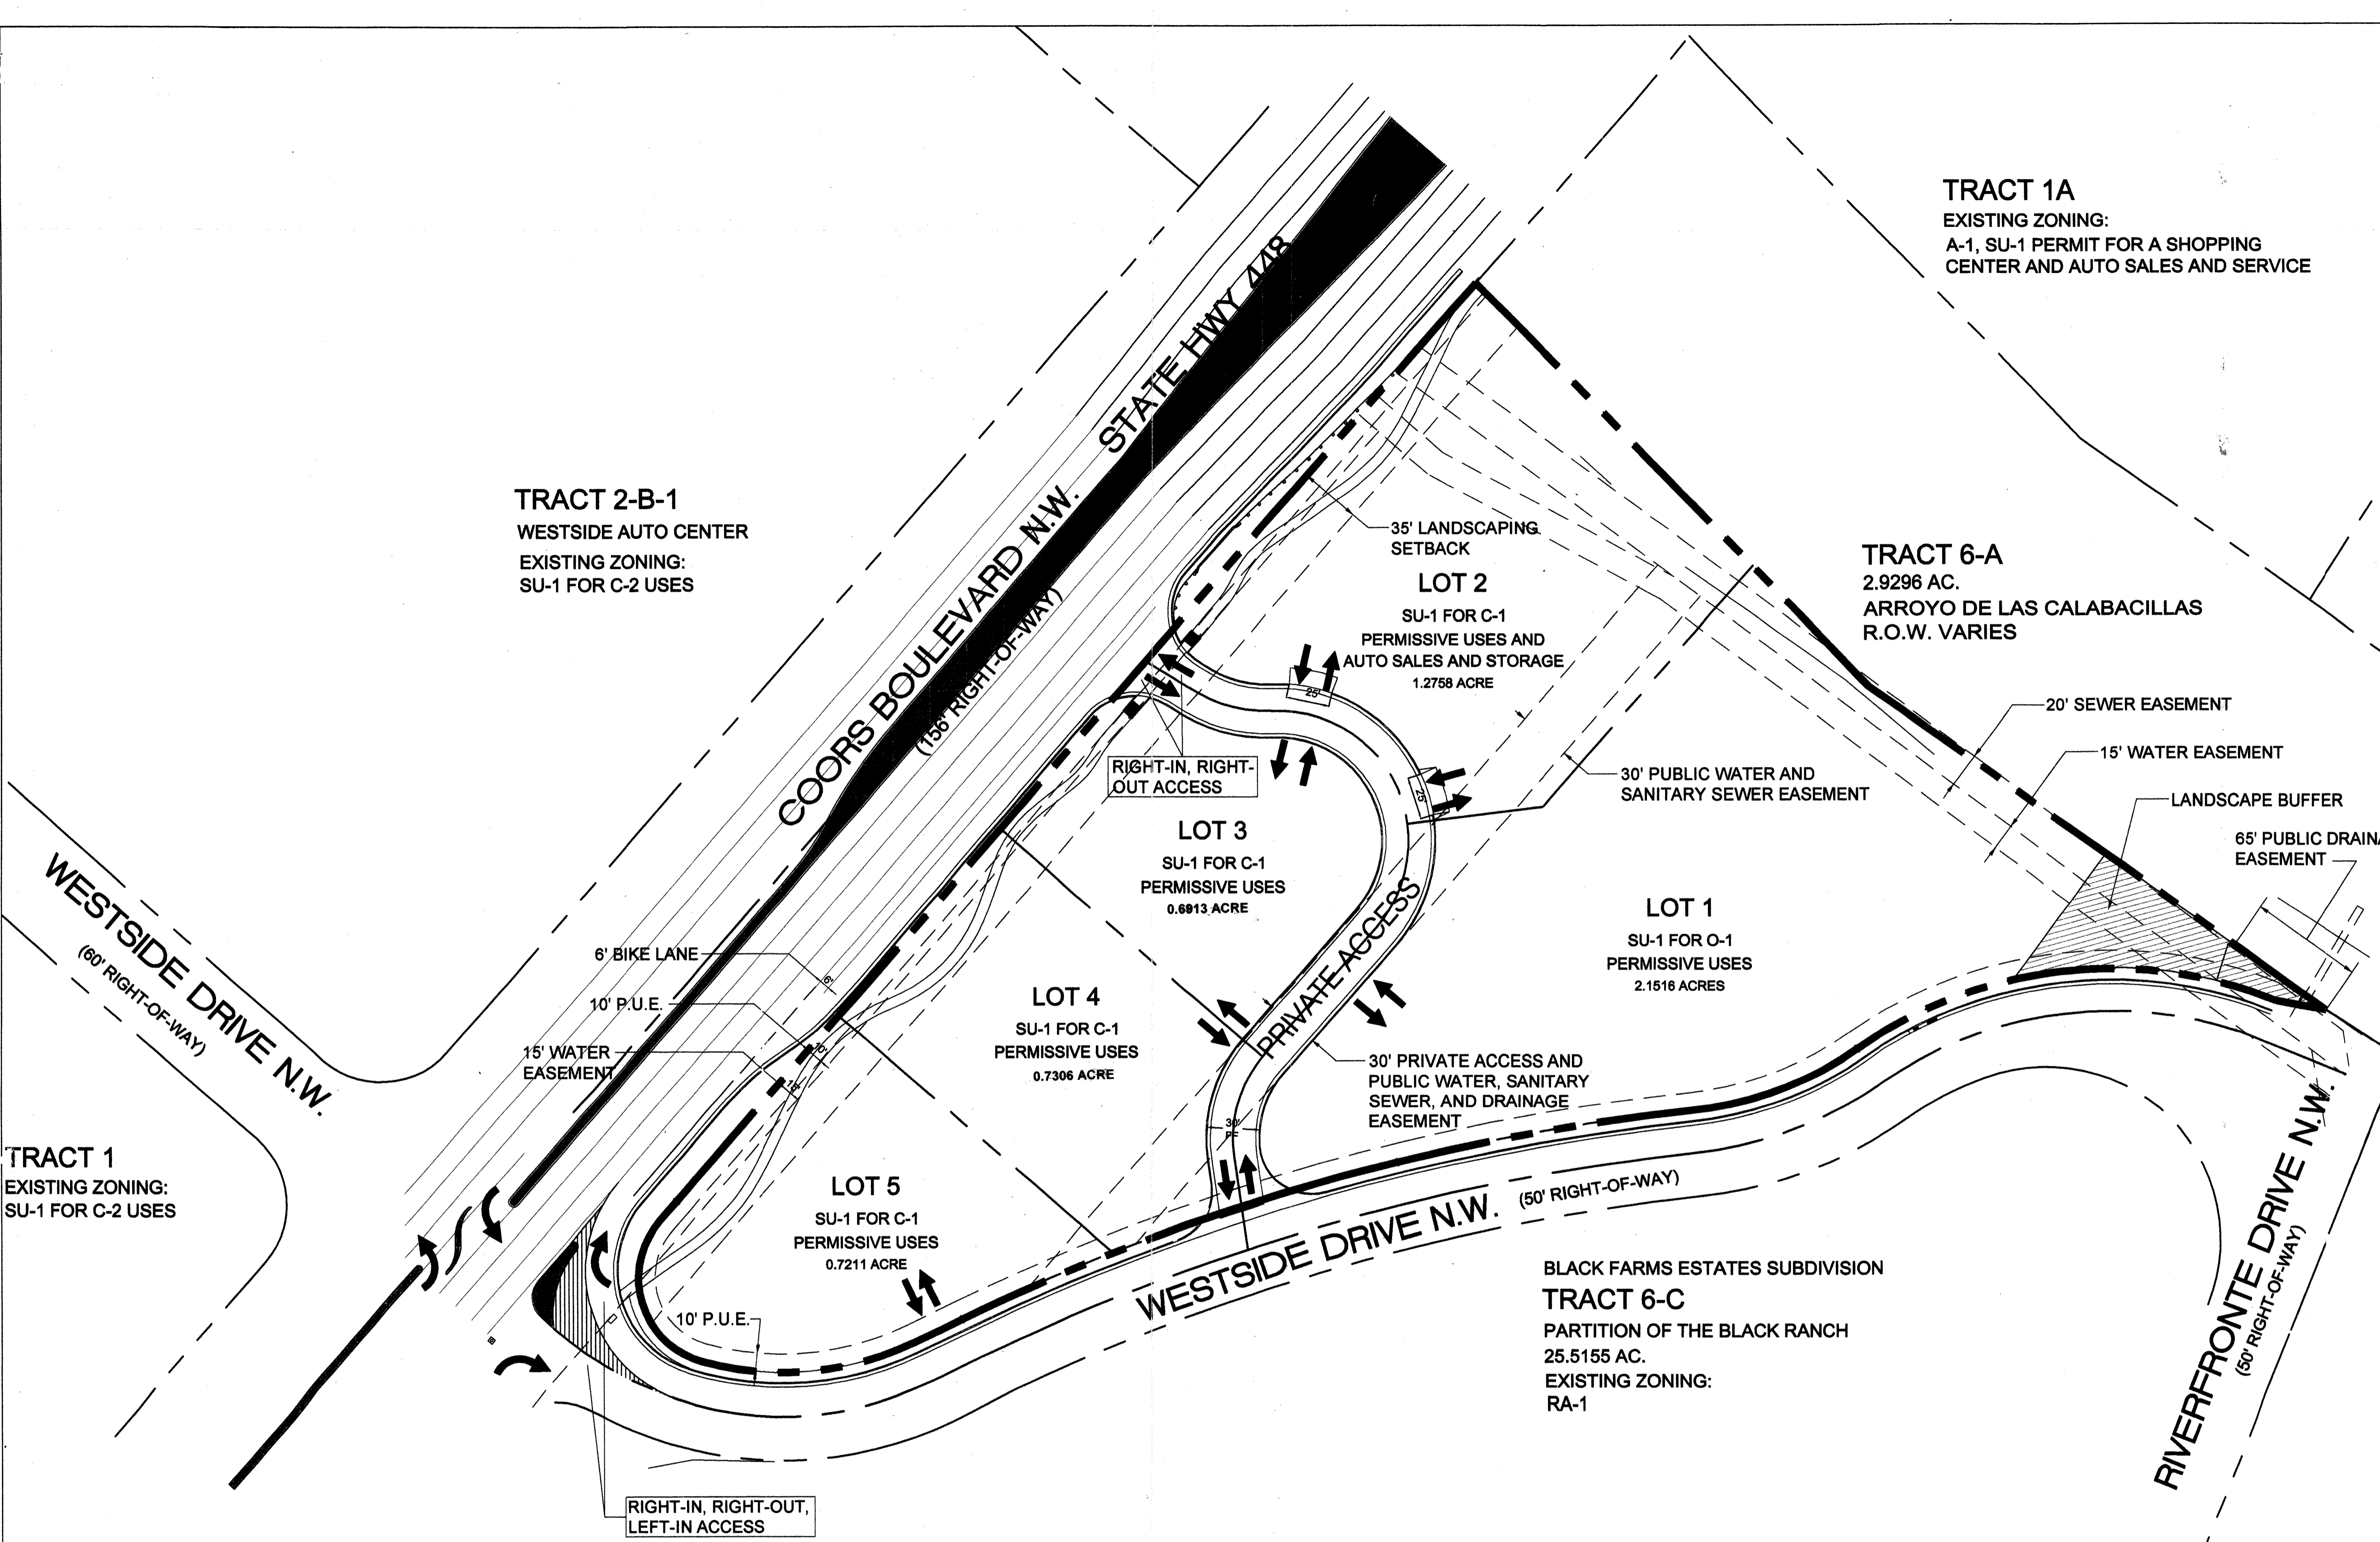 TRACT 1A
EXISTING ZONING:
A-1, SU-1 PERMIT FOR A SHOPPING
CENTER AND AUTO SALES AND SERVICE
STATE HWY 448
COORS BOULEVARD N.W.
(156' RIGHT-OF-WAY)
TRACT 2-B-1
WESTSIDE AUTO CENTER
EXISTING ZONING:
SU-1 FOR C-2 USES
35' LANDSCAPING
SETBACK
LOT 2
SU-1 FOR C-1
PERMISSIVE USES AND
AUTO SALES AND STORAGE
1.2758 ACRE
25'
25'
TRACT 6-A
2.9296 AC.
ARROYO DE LAS CALABACILLAS
R.O.W. VARIES
20' SEWER EASEMENT
15' WATER EASEMENT
30' PUBLIC WATER AND
SANITARY SEWER EASEMENT
LANDSCAPE BUFFER
65' PUBLIC
EASEMENT
RIGHT-IN, RIGHT-
OUT ACCESS
LOT 3
SU-1 FOR C-1
PERMISSIVE USES
0.6913 ACRE
WESTSIDE DRIVE N.W.
(60' RIGHT-OF-WAY)
6' BIKE LANE
6'
10' P.U.E.
10'
15' WATER
EASEMENT
15'
LOT 4
SU-1 FOR C-1
PERMISSIVE USES
0.7306 ACRE
PRIVATE ACCESS
LOT 1
SU-1 FOR O-1
PERMISSIVE USES
2.1516 ACRES
30' PRIVATE ACCESS AND
PUBLIC WATER, SANITARY
SEWER, AND DRAINAGE
EASEMENT
30'
FF
TRACT 1
EXISTING ZONING:
SU-1 FOR C-2 USES
LOT 5
SU-1 FOR C-1
PERMISSIVE USES
0.7211 ACRE
10' P.U.E.
WESTSIDE DRIVE N.W.
(50' RIGHT-OF-WAY)
BLACK FARMS ESTATES SUBDIVISION
TRACT 6-C
PARTITION OF THE BLACK RANCH
25.5155 AC.
EXISTING ZONING:
RA-1
RIVERFRONTE DRIVE N.W.
(50' RIGHT-OF-WAY)
RIGHT-IN, RIGHT-OUT,
LEFT-IN ACCESS